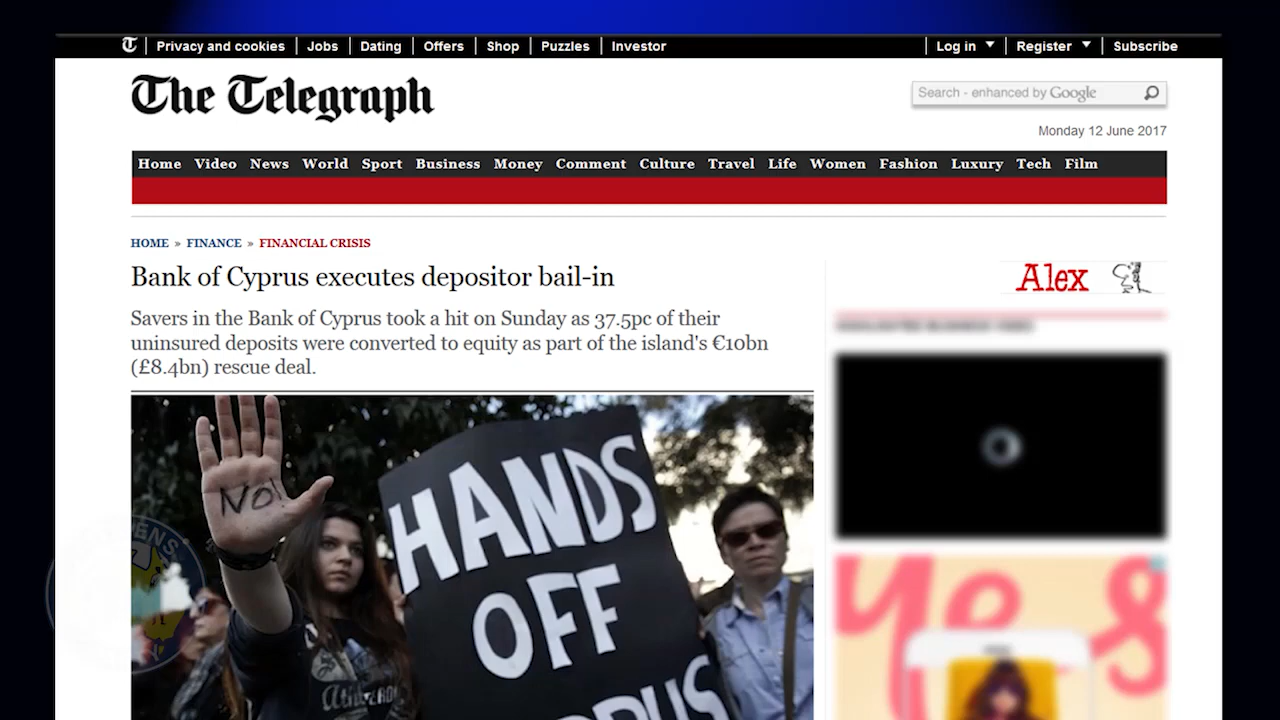 Privacy and cookies Jobs Dating Offers Shop Puzzles Investor Log in Register Subscribe
The Telegraph
Search - enhanced by Google
Monday 12 June 2017
Home Video News World Sport Business Money Comment Culture Travel Life Women Fashion Luxury Tech Film
HOME » FINANCE » FINANCIAL CRISIS
Bank of Cyprus executes depositor bail-in
Alex
Savers in the Bank of Cyprus took a hit on Sunday as 37.5pc of their
uninsured deposits were converted to equity as part of the island's €10bn
(£8.4bn) rescue deal.
NO!
HANDS
OFF